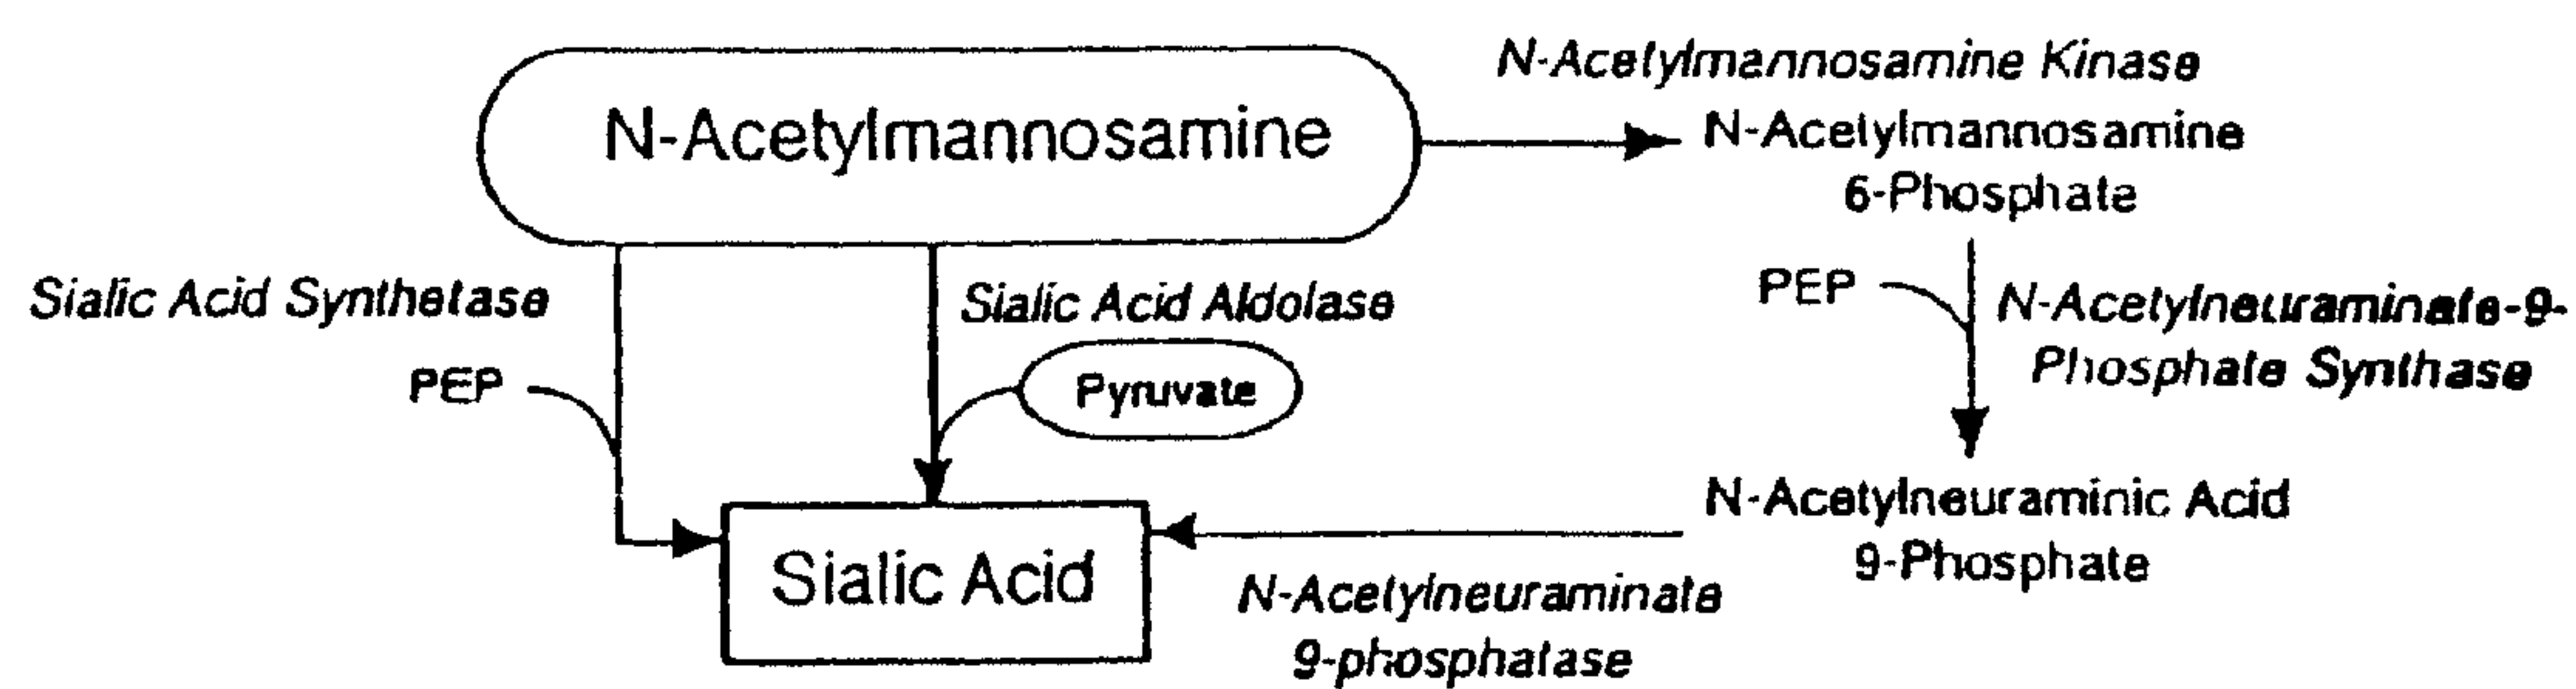 N-Acetylmannosamine Kinase
N-Acetylmannosamine
N-Acetylmannosamine
6-Phosphate
Sialic Acid Synthetase
Sialic Acid Aldolase
PEP
N-Acetylneuraminate-9-
Phosphate Synthase
PEP
Pyruvate
N-Acetylneuraminic Acid
9-Phosphate
Sialic Acid
N-Acetylneuraminate
9-phosphatase